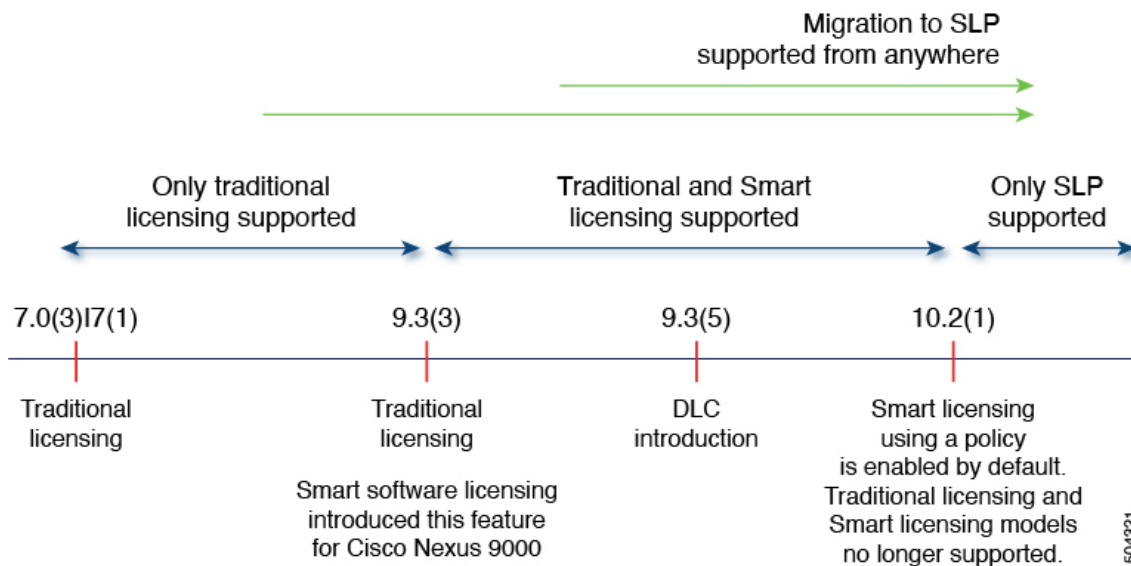 Migration to SLP
supported from anywhere
Only traditional
licensing supported
Traditional and Smart
licensing supported
Only SLP
supported
7.0(3)I7(1)
9.3(3)
9.3(5)
10.2(1)
Traditional
licensing
Traditional
licensing
Smart software licensing
introduced this feature
for Cisco Nexus 9000
DLC
introduction
Smart licensing
using a policy
is enabled by default.
Traditional licensing and
Smart licensing models
no longer supported.
504331